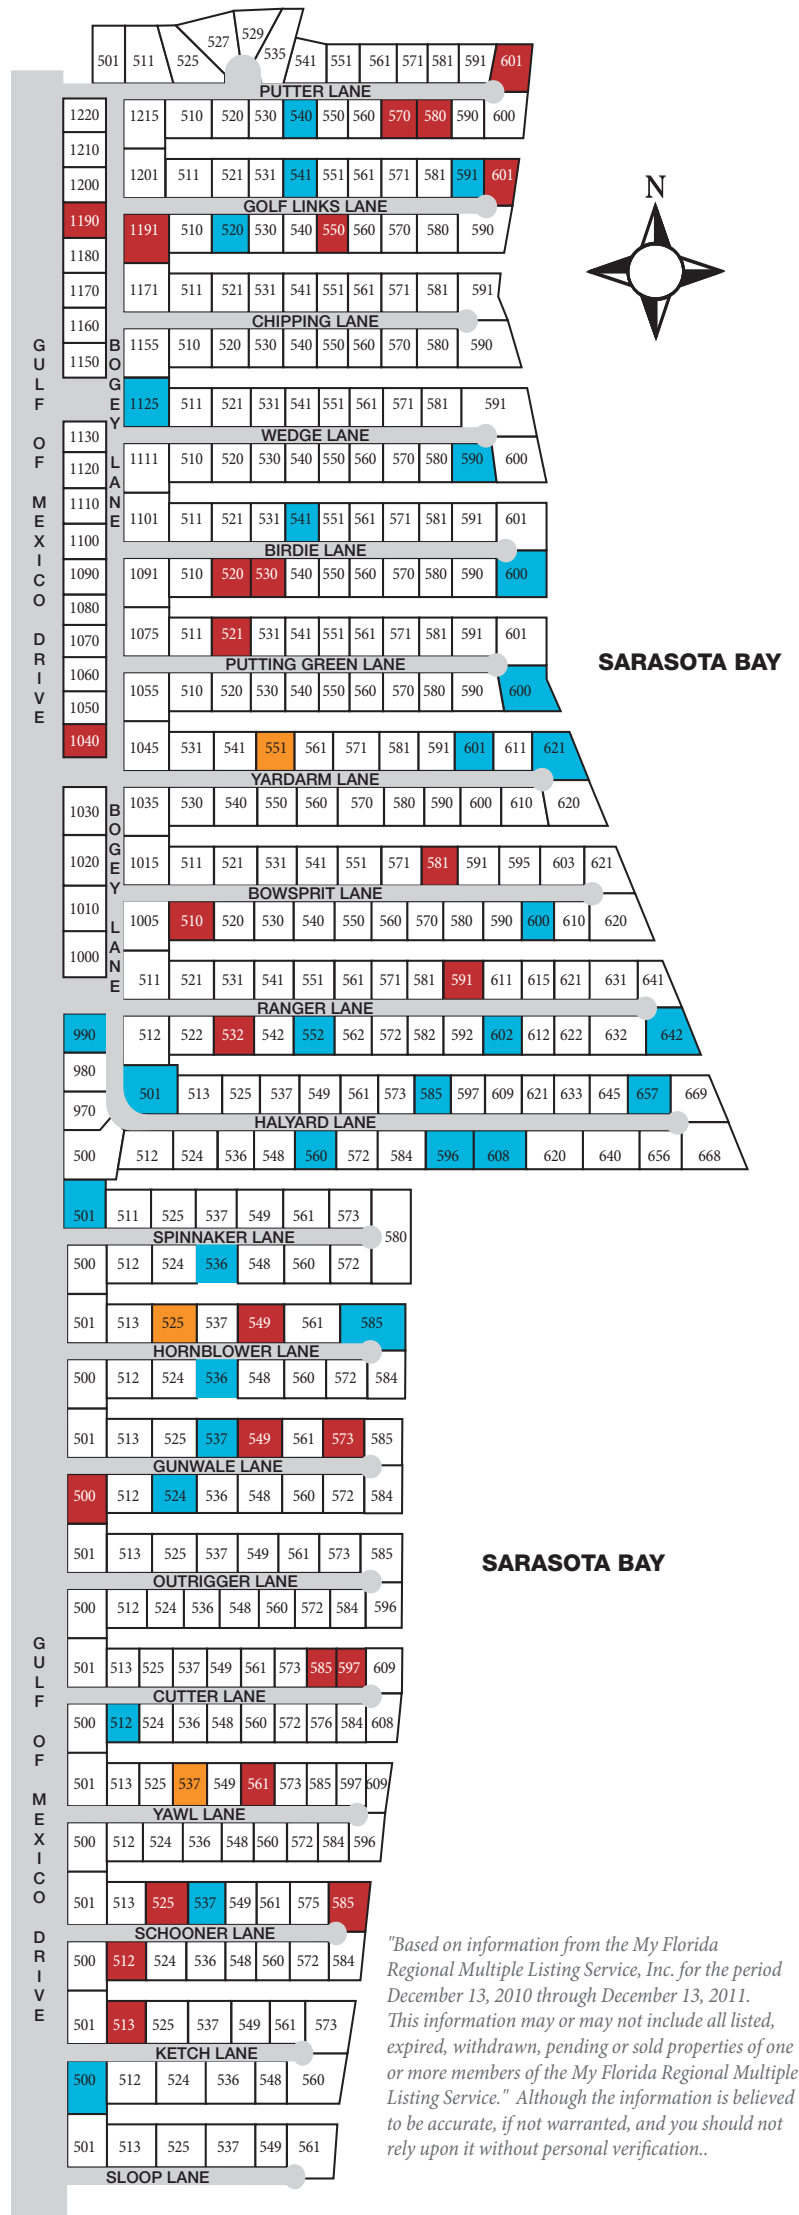 501 511 525 527 529 535 541 551 561 571 581 591 601
PUTTER LANE
1220 1215 510 520 530 540 550 560 570 580 590 600
1210
1200 1201 511 521 531 541 551 561 571 581 591 601
GOLF LINKS LANE
1190 1191 510 520 530 540 550 560 570 580 590
1180
1170 1171 511 521 531 541 551 561 571 581 591
CHIPPING LANE
1160
1150 1155 510 520 530 540 550 560 570 580 590
GULF OF MEXICO DRIVE
BOGEY LANE
1125 511 521 531 541 551 561 571 581 591
WEDGE LANE
1130
1120 1111 510 520 530 540 550 560 570 580 590 600
1110
1100 1101 511 521 531 541 551 561 571 581 591 601
BIRDIE LANE
1090 1091 510 520 530 540 550 560 570 580 590 600
1080
1070 1075 511 521 531 541 551 561 571 581 591 601
PUTTING GREEN LANE
1060
1050 1055 510 520 530 540 550 560 570 580 590 600
1040 1045 531 541 551 561 571 581 591 601 611 621
YARDARM LANE
1030 1035 530 540 550 560 570 580 590 600 610 620
BOGEY LANE
1020 1015 511 521 531 541 551 571 581 591 595 603 621
BOWSPRIT LANE
1010 1005 510 520 530 540 550 560 570 580 590 600 610 620
1000
511 521 531 541 551 561 571 581 591 611 615 621 631 641
RANGER LANE
990 512 522 532 542 552 562 572 582 592 602 612 622 632 642
980
970 501 513 525 537 549 561 573 585 597 609 621 633 645 657 669
HALYARD LANE
500 512 524 536 548 560 572 584 596 608 620 640 656 668
501 511 525 537 549 561 573 580
SPINNAKER LANE
500 512 524 536 548 560 572
501 513 525 537 549 561 585
HORNBLOWER LANE
500 512 524 536 548 560 572 584
501 513 525 537 549 561 573 585
GUNWALE LANE
500 512 524 536 548 560 572 584
501 513 525 537 549 561 573 585
OUTRIGGER LANE
500 512 524 536 548 560 572 584 596
501 513 525 537 549 561 573 585 597 609
CUTTER LANE
500 512 524 536 548 560 572 576 584 608
GULF OF MEXICO DRIVE
501 513 525 537 549 561 573 585 597 609
YAWL LANE
500 512 524 536 548 560 572 584 596
501 513 525 537 549 561 575 585
SCHOONER LANE
500 512 524 536 548 560 572 584
501 513 525 537 549 561 573
KETCH LANE
500 512 524 536 548 560
501 513 525 537 549 561
SLOOP LANE
N
SARASOTA BAY
SARASOTA BAY
"Based on information from the My Florida
Regional Multiple Listing Service, Inc. for the period
December 13, 2010 through December 13, 2011.
This information may or may not include all listed,
expired, withdrawn, pending or sold properties of one
or more members of the My Florida Regional Multiple
Listing Service." Although the information is believed
to be accurate, if not warranted, and you should not
rely upon it without personal verification..